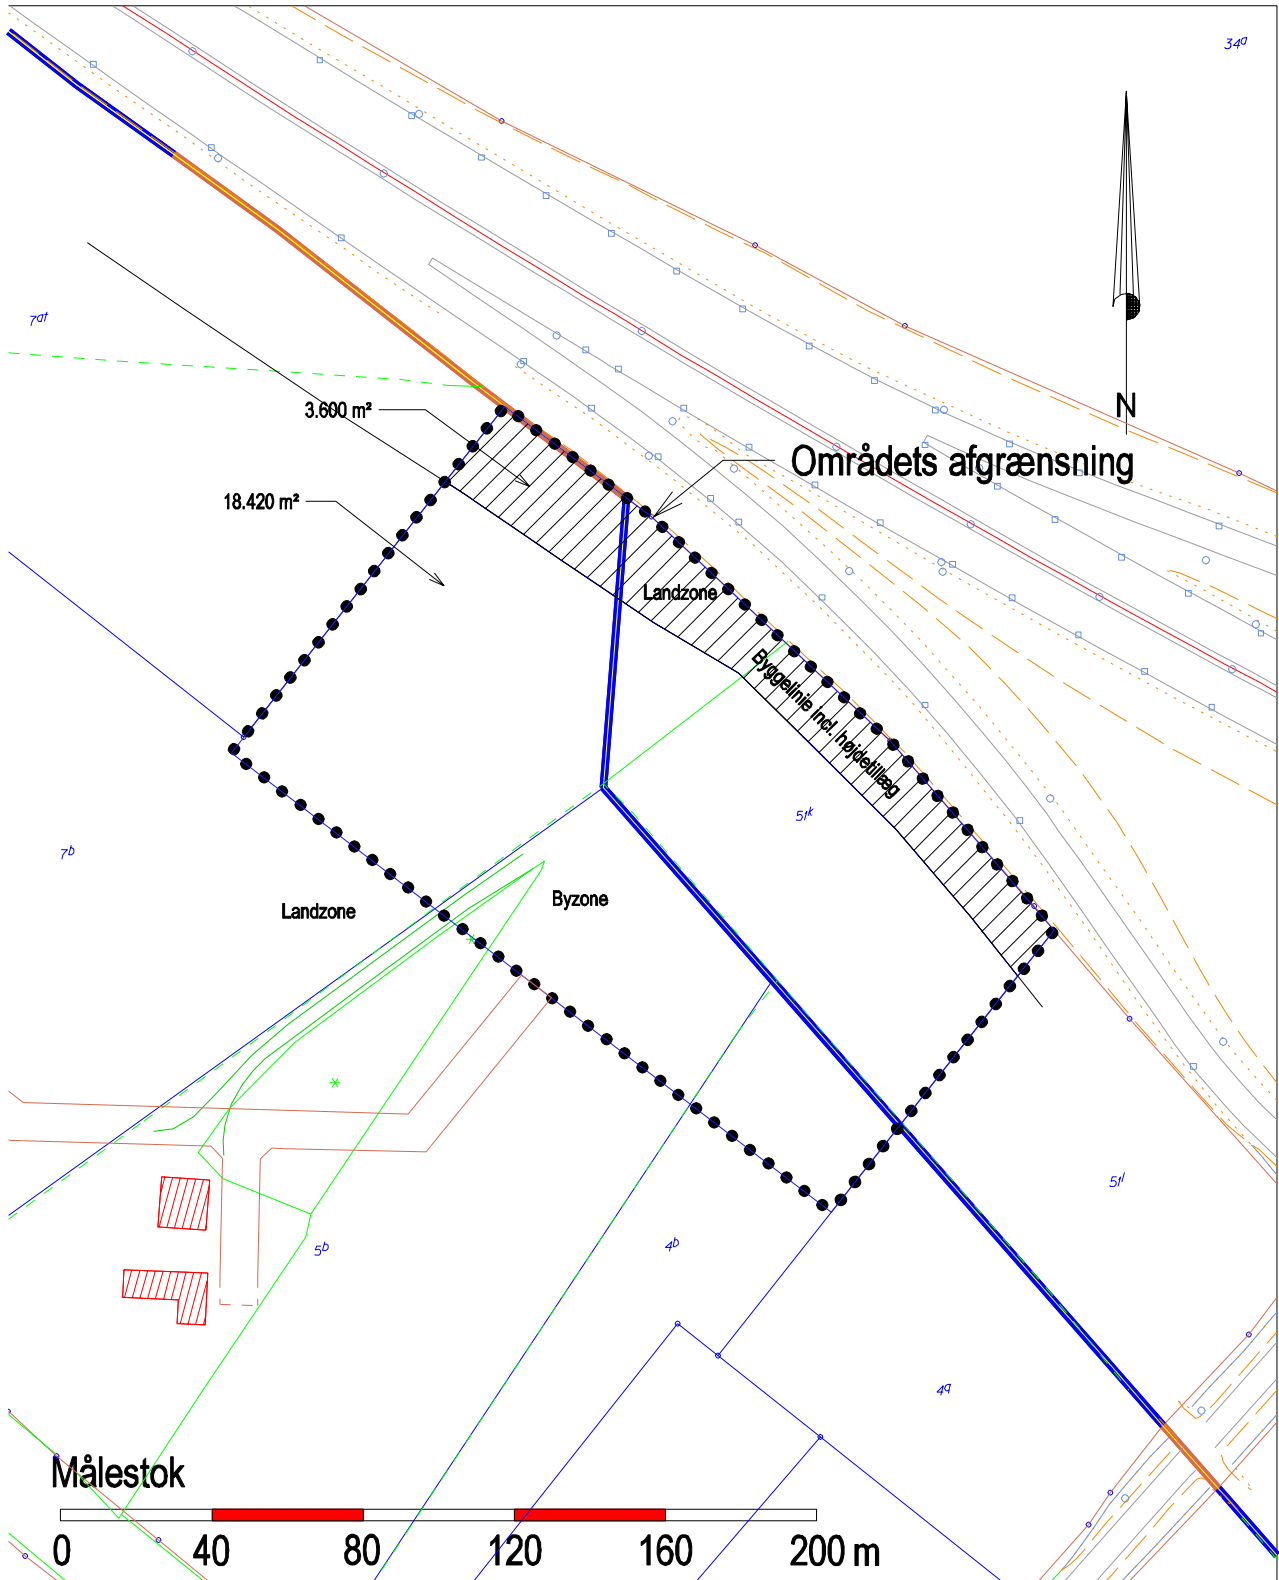 34a
7at
N
3.600 m²
Områdets afgrænsning
18.420 m²
Landzone
Byggelinie incl. højdetillæg
51k
7b
Landzone
Byzone
51l
5b
4b
4q
Målestok
0 40 80 120 160 200 m